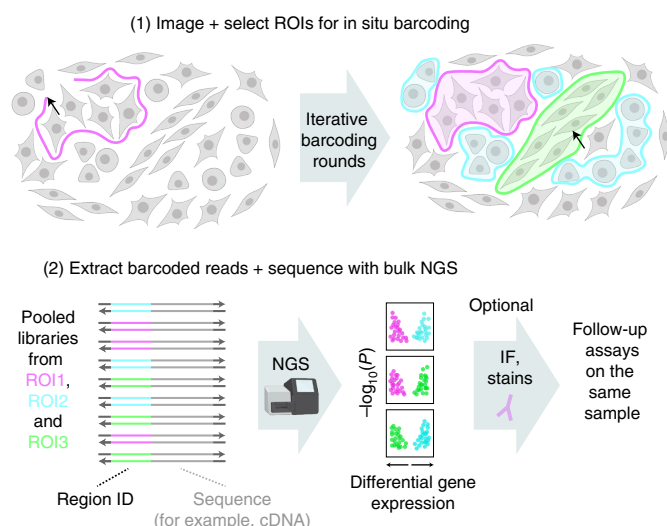 (1) Image + select ROIs for in situ barcoding
Iterative
barcoding
rounds
(2) Extract barcoded reads + sequence with bulk NGS
Pooled
libraries
from
ROI1,
ROI2
and
ROI3
Region ID
Sequence
(for example, cDNA)
NGS
–log10(P)
Differential gene
expression
Optional
IF,
stains
Follow-up
assays
on the
same
sample